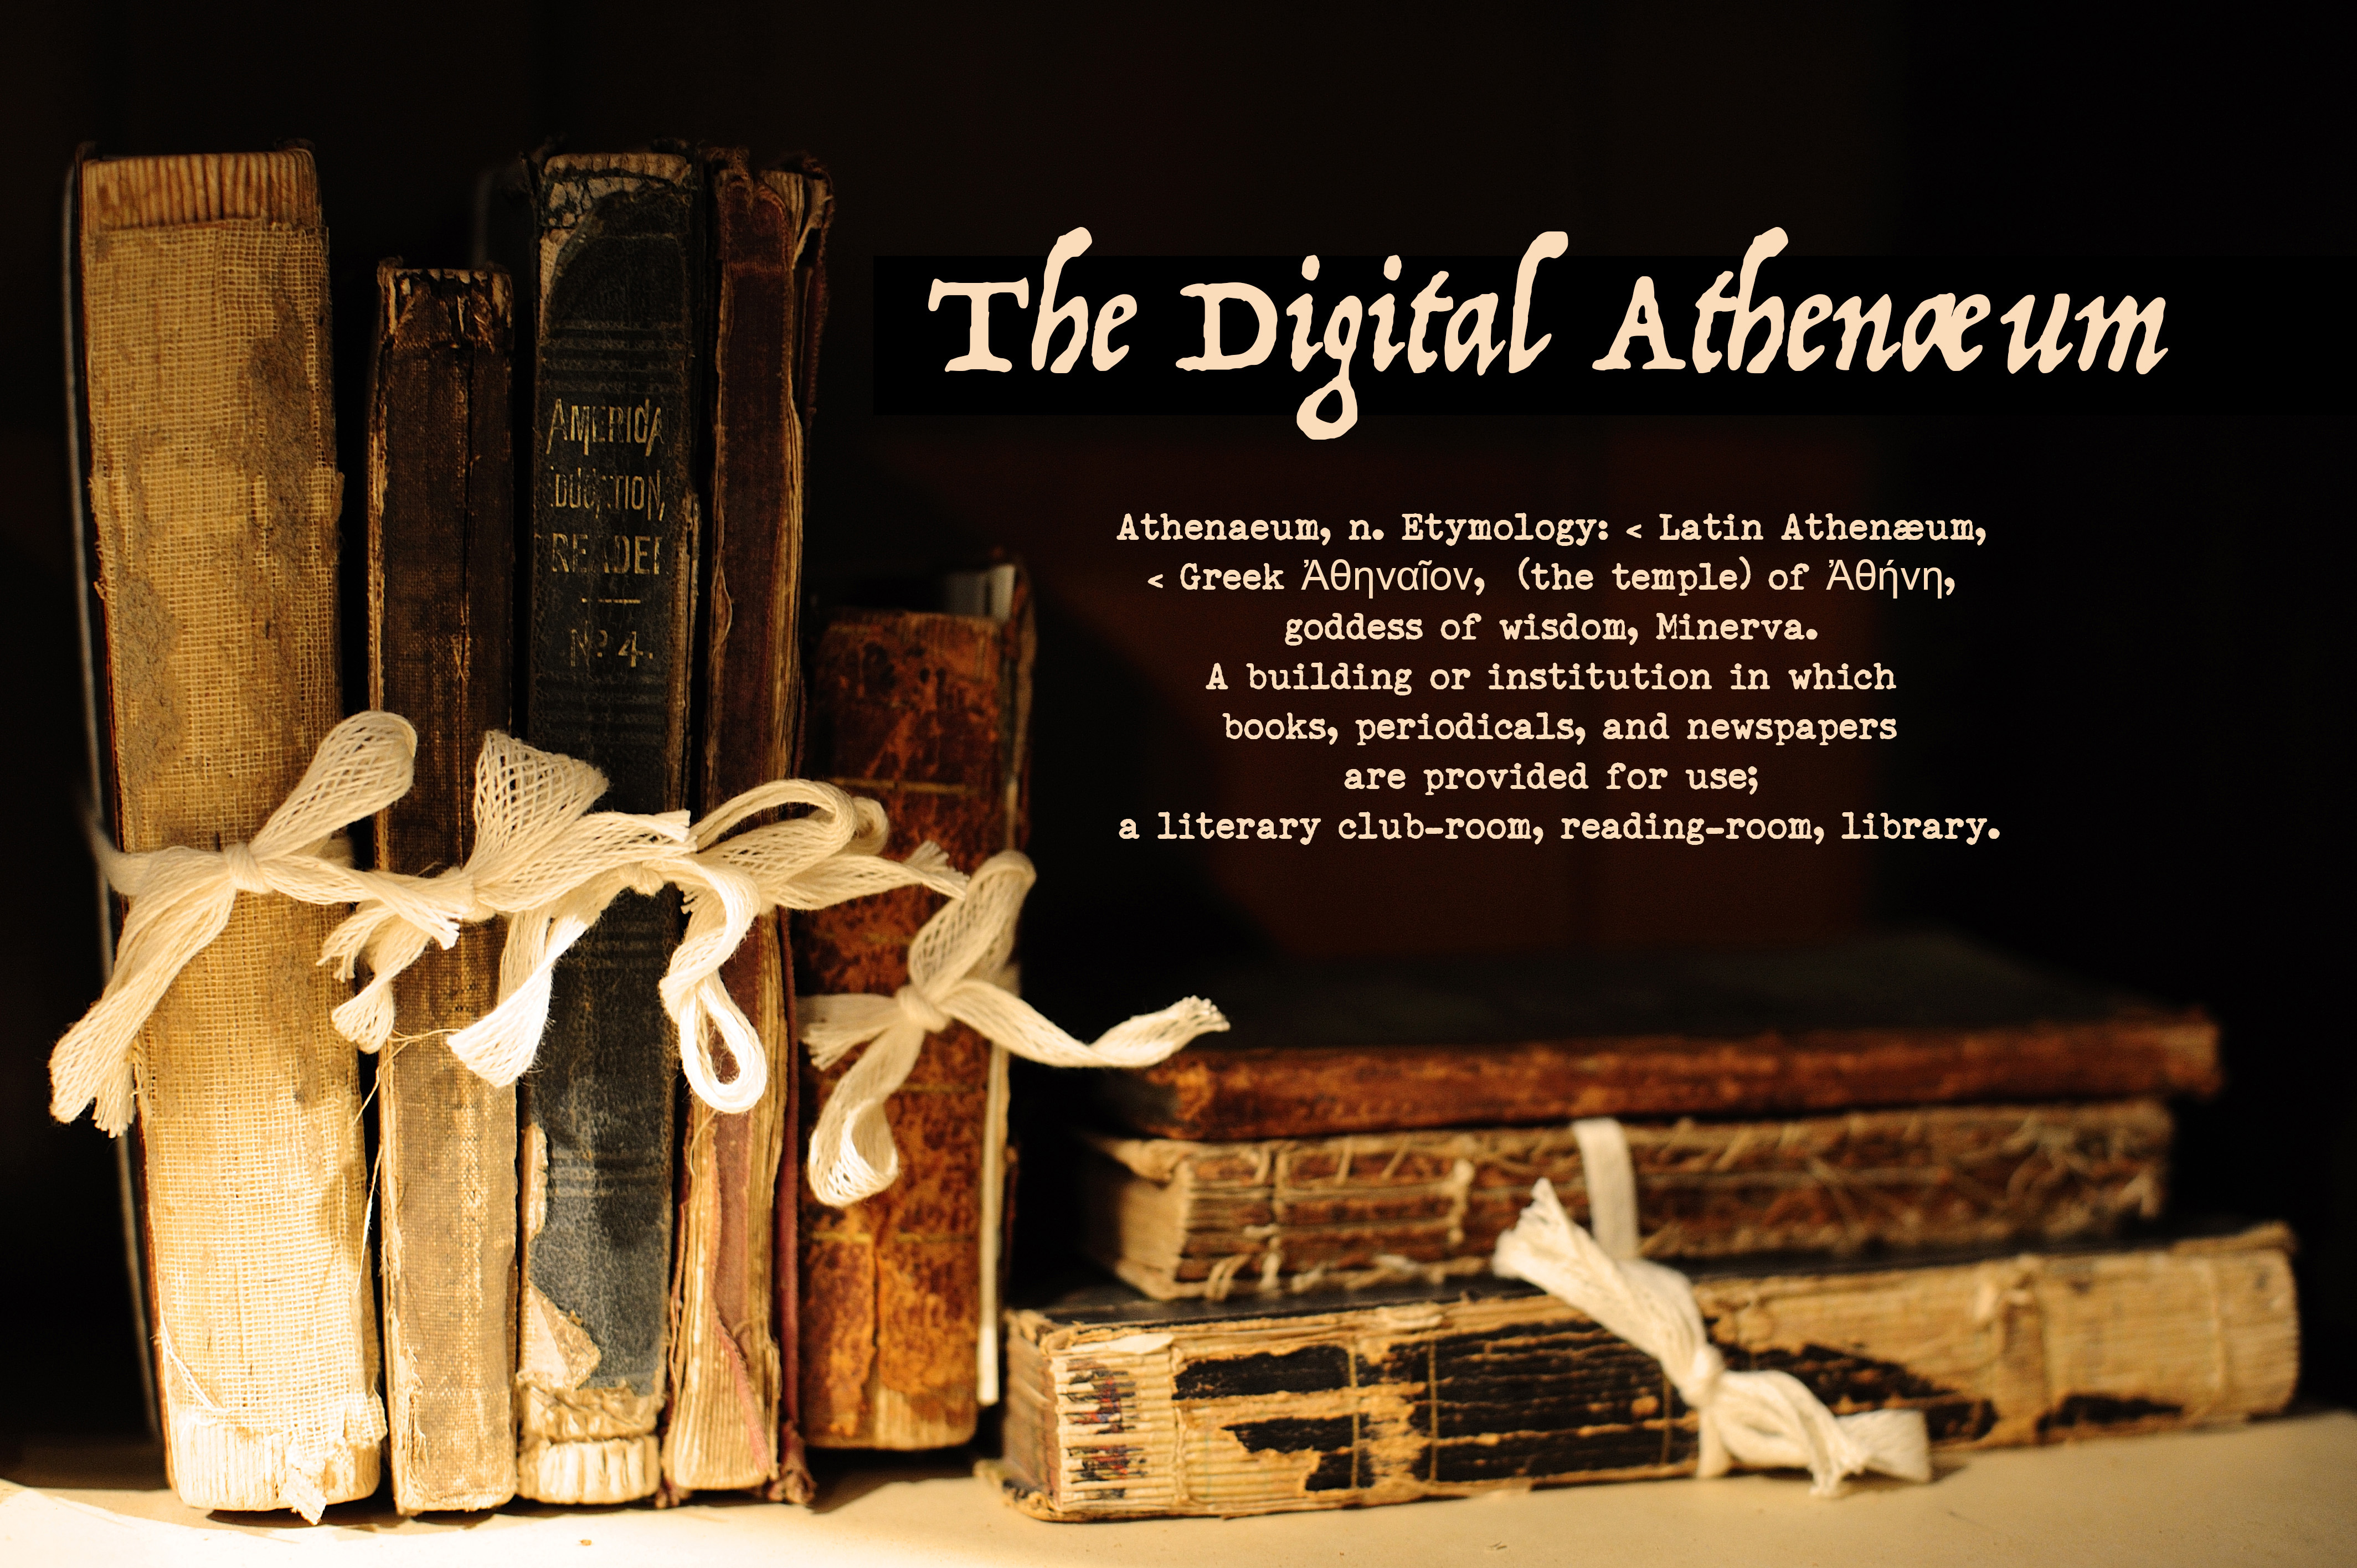 The Digital Athenæum
Athenaeum, n. Etymology: < Latin Athenæum,
< Greek Ἀθηναῖον, (the temple) of Ἀθήνη,
goddess of wisdom, Minerva.
A building or institution in which
books, periodicals, and newspapers
are provided for use;
a literary club-room, reading-room, library.
AMERICA
DUCATION
READER
Nº 4.